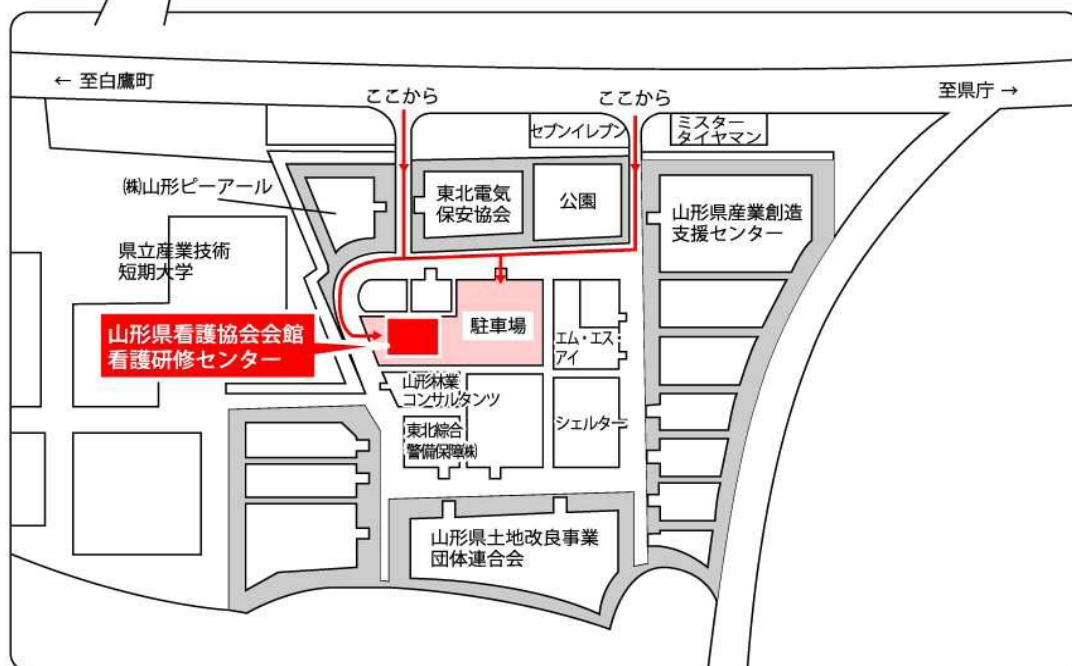 ← 至白鷹町
ここから
ここから
至県庁 →
セブンイレブン
ミスター
タイヤマン
㈱山形ピーアール
東北電気
保安協会
公園
山形県産業創造
支援センター
県立産業技術
短期大学
山形県看護協会会館
看護研修センター
駐車場
エム・エス
アイ
山形林業
コンサルタンツ
シェルター
東北綜合
警備保障㈱
山形県土地改良事業
団体連合会